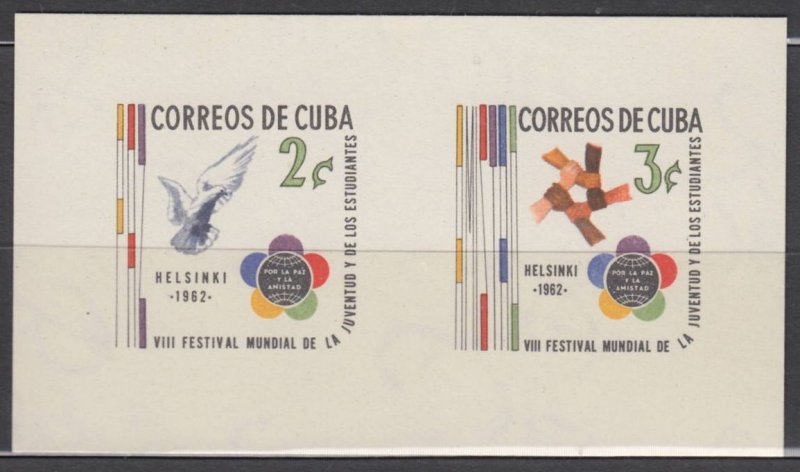 CORREOS DE CUBA
2¢
HELSINKI
·1962·
POR LA PAZ
Y LA
AMISTAD
VIII FESTIVAL MUNDIAL DE LA JUVENTUD Y DE LOS ESTUDIANTES
CORREOS DE CUBA
3¢
HELSINKI
·1962·
POR LA PAZ
Y LA
AMISTAD
VIII FESTIVAL MUNDIAL DE LA JUVENTUD Y DE LOS ESTUDIANTES